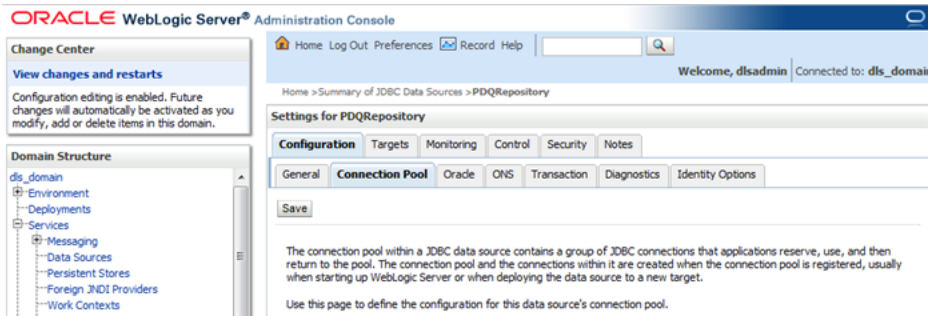 ORACLE WebLogic Server® Administration Console
Change Center
View changes and restarts
Configuration editing is enabled. Future
changes will automatically be activated as you
modify, add or delete items in this domain.
Domain Structure
dls_domain
Environment
Deployments
Services
Messaging
Data Sources
Persistent Stores
Foreign JNDI Providers
Work Contexts
Home Log Out Preferences Record Help
Welcome, dlsadmin Connected to: dls_domain
Home >Summary of JDBC Data Sources >PDQRepository
Settings for PDQRepository
Configuration Targets Monitoring Control Security Notes
General Connection Pool Oracle ONS Transaction Diagnostics Identity Options
Save
The connection pool within a JDBC data source contains a group of JDBC connections that applications reserve, use, and then
return to the pool. The connection pool and the connections within it are created when the connection pool is registered, usually
when starting up WebLogic Server or when deploying the data source to a new target.
Use this page to define the configuration for this data source's connection pool.